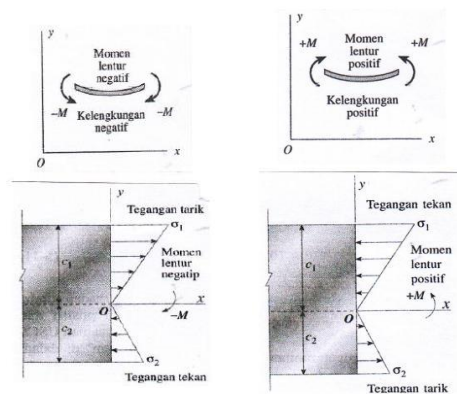 y
Momen
lentur
negatif
–M
–M
Kelengkungan
negatif
x
O
y
+M
Momen
lentur
positif
+M
Kelengkungan
positif
x
O
y
Tegangan tarik
σ1
c1
Momen
lentur
negatip
x
O
–M
c2
σ2
Tegangan tekan
y
Tegangan tekan
σ1
c1
Momen
lentur
positif
+M
x
O
c2
σ2
Tegangan tarik